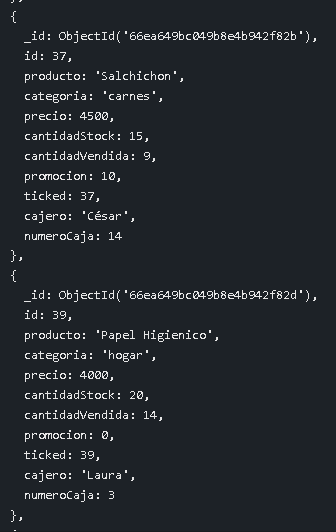 {
_id: ObjectId('66ea649bc049b8e4b942f82b'),
id: 37,
producto: 'Salchichon',
categoria: 'carnes',
precio: 4500,
cantidadStock: 15,
cantidadVendida: 9,
promocion: 10,
ticked: 37,
cajero: 'César',
numeroCaja: 14
},
{
_id: ObjectId('66ea649bc049b8e4b942f82d'),
id: 39,
producto: 'Papel Higienico',
categoria: 'hogar',
precio: 4000,
cantidadStock: 20,
cantidadVendida: 14,
promocion: 0,
ticked: 39,
cajero: 'Laura',
numeroCaja: 3
},